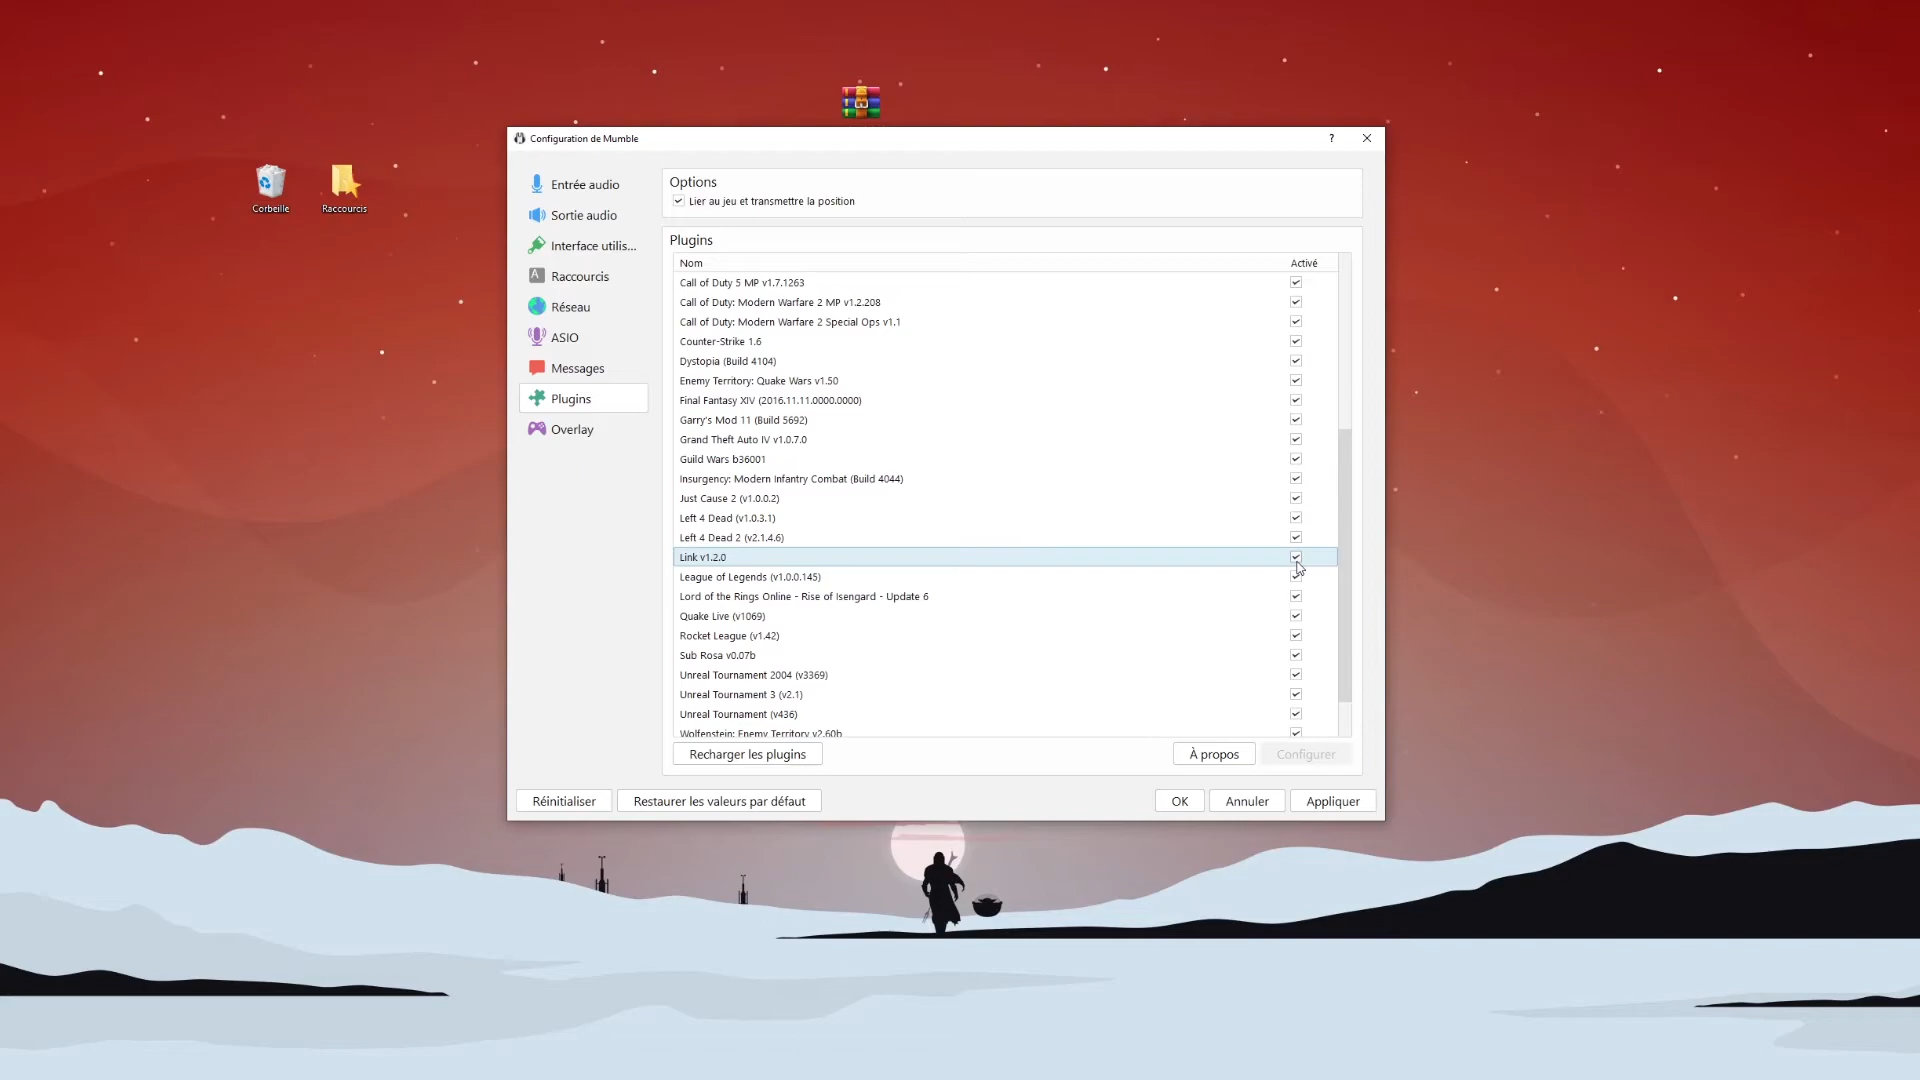 Configuration de Mumble
?
Corbeille
Raccourcis
Entrée audio
Sortie audio
Interface utilis...
Raccourcis
Réseau
ASIO
Messages
Plugins
Overlay
Options
Lier au jeu et transmettre la position
Plugins
Nom Activé
Call of Duty 5 MP v1.7.1263
Call of Duty: Modern Warfare 2 MP v1.2.208
Call of Duty: Modern Warfare 2 Special Ops v1.1
Counter-Strike 1.6
Dystopia (Build 4104)
Enemy Territory: Quake Wars v1.50
Final Fantasy XIV (2016.11.11.0000.0000)
Garry's Mod 11 (Build 5692)
Grand Theft Auto IV v1.0.7.0
Guild Wars b36001
Insurgency: Modern Infantry Combat (Build 4044)
Just Cause 2 (v1.0.0.2)
Left 4 Dead (v1.0.3.1)
Left 4 Dead 2 (v2.1.4.6)
Link v1.2.0
League of Legends (v1.0.0.145)
Lord of the Rings Online - Rise of Isengard - Update 6
Quake Live (v1069)
Rocket League (v1.42)
Sub Rosa v0.07b
Unreal Tournament 2004 (v3369)
Unreal Tournament 3 (v2.1)
Unreal Tournament (v436)
Wolfenstein: Enemy Territory v2.60b
Recharger les plugins À propos Configurer
Réinitialiser Restaurer les valeurs par défaut OK Annuler Appliquer